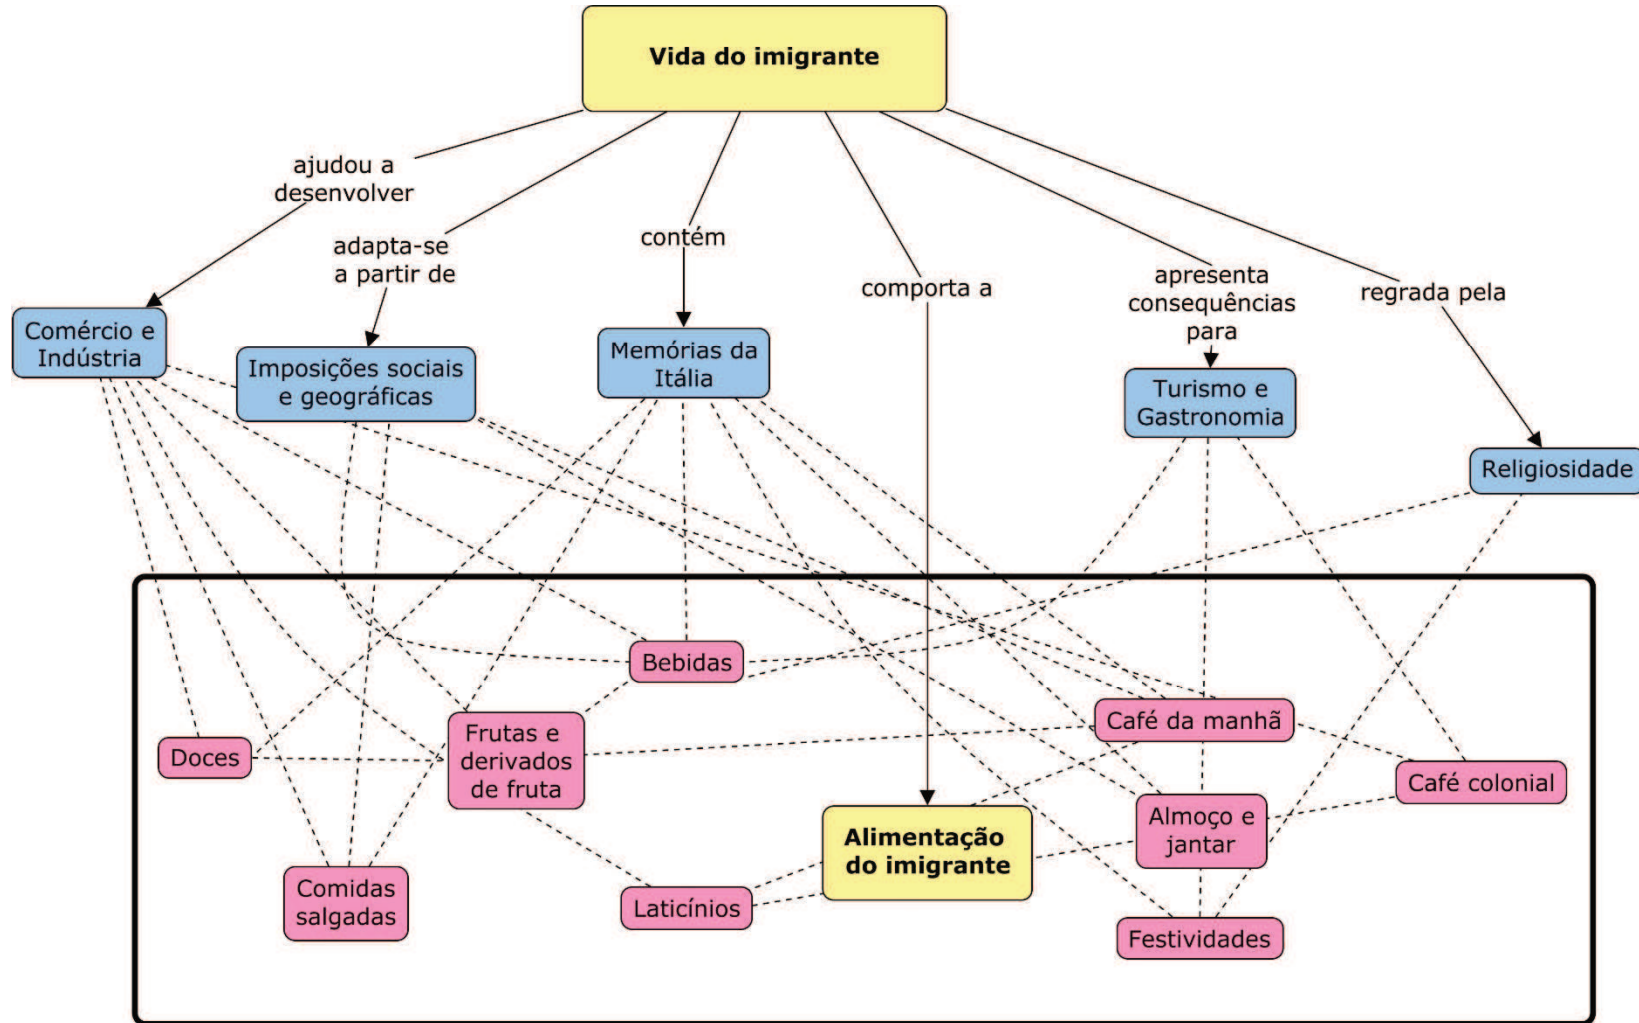 Vida do imigrante
ajudou a
desenvolver
adapta-se
a partir de
contém
comporta a
apresenta
consequências
para
regrada pela
Comércio e
Indústria
Imposições sociais
e geográficas
Memórias da
Itália
Turismo e
Gastronomia
Religiosidade
Bebidas
Doces
Frutas e
derivados
de fruta
Café da manhã
Café colonial
Alimentação
do imigrante
Almoço e
jantar
Comidas
salgadas
Laticínios
Festividades